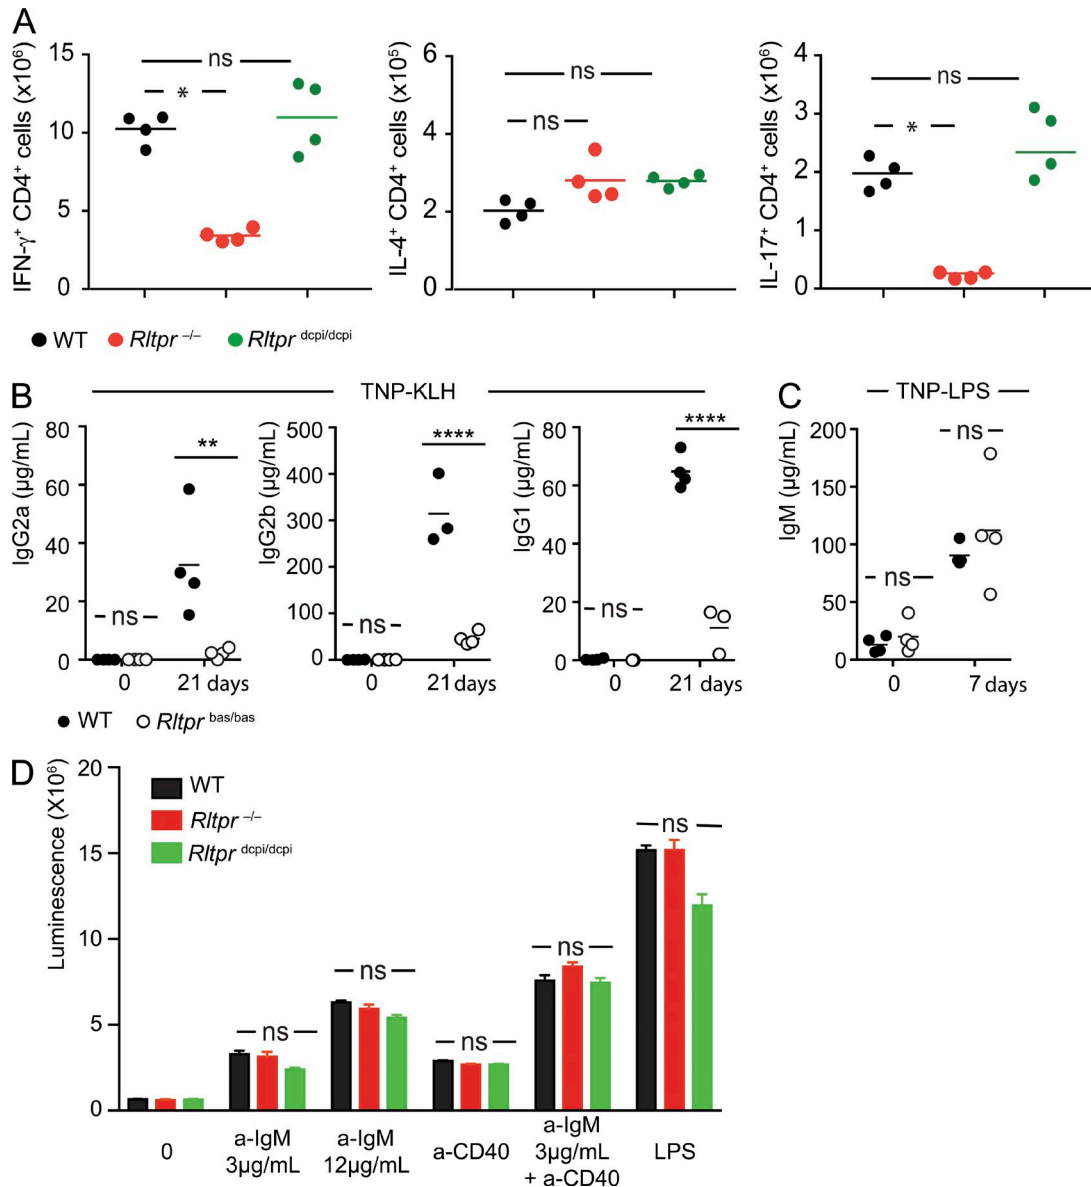 A
IFN-γ⁺ CD4⁺ cells (x10⁶)
15
10
5
0
ns
*
IL-4⁺ CD4⁺ cells (x10⁵)
6
4
2
0
ns
ns
IL-17⁺ CD4⁺ cells (x10⁶)
4
3
2
1
0
ns
*
WT Rltpr ⁻/⁻ Rltpr dcpi/dcpi
B
TNP-KLH
IgG2a (µg/mL)
80
60
40
20
0
ns
**
0 21 days
IgG2b (µg/mL)
500
400
300
200
100
0
ns
****
0 21 days
IgG1 (µg/mL)
80
60
40
20
0
ns
****
0 21 days
WT Rltpr bas/bas
C
TNP-LPS
IgM (µg/mL)
200
150
100
50
0
ns
ns
0 7 days
D
Luminescence (X10⁶)
20
15
10
5
0
WT
Rltpr ⁻/⁻
Rltpr dcpi/dcpi
ns
ns
ns
ns
ns
0
a-IgM
3µg/mL
a-IgM
12µg/mL
a-CD40
a-IgM
3µg/mL
+ a-CD40
LPS